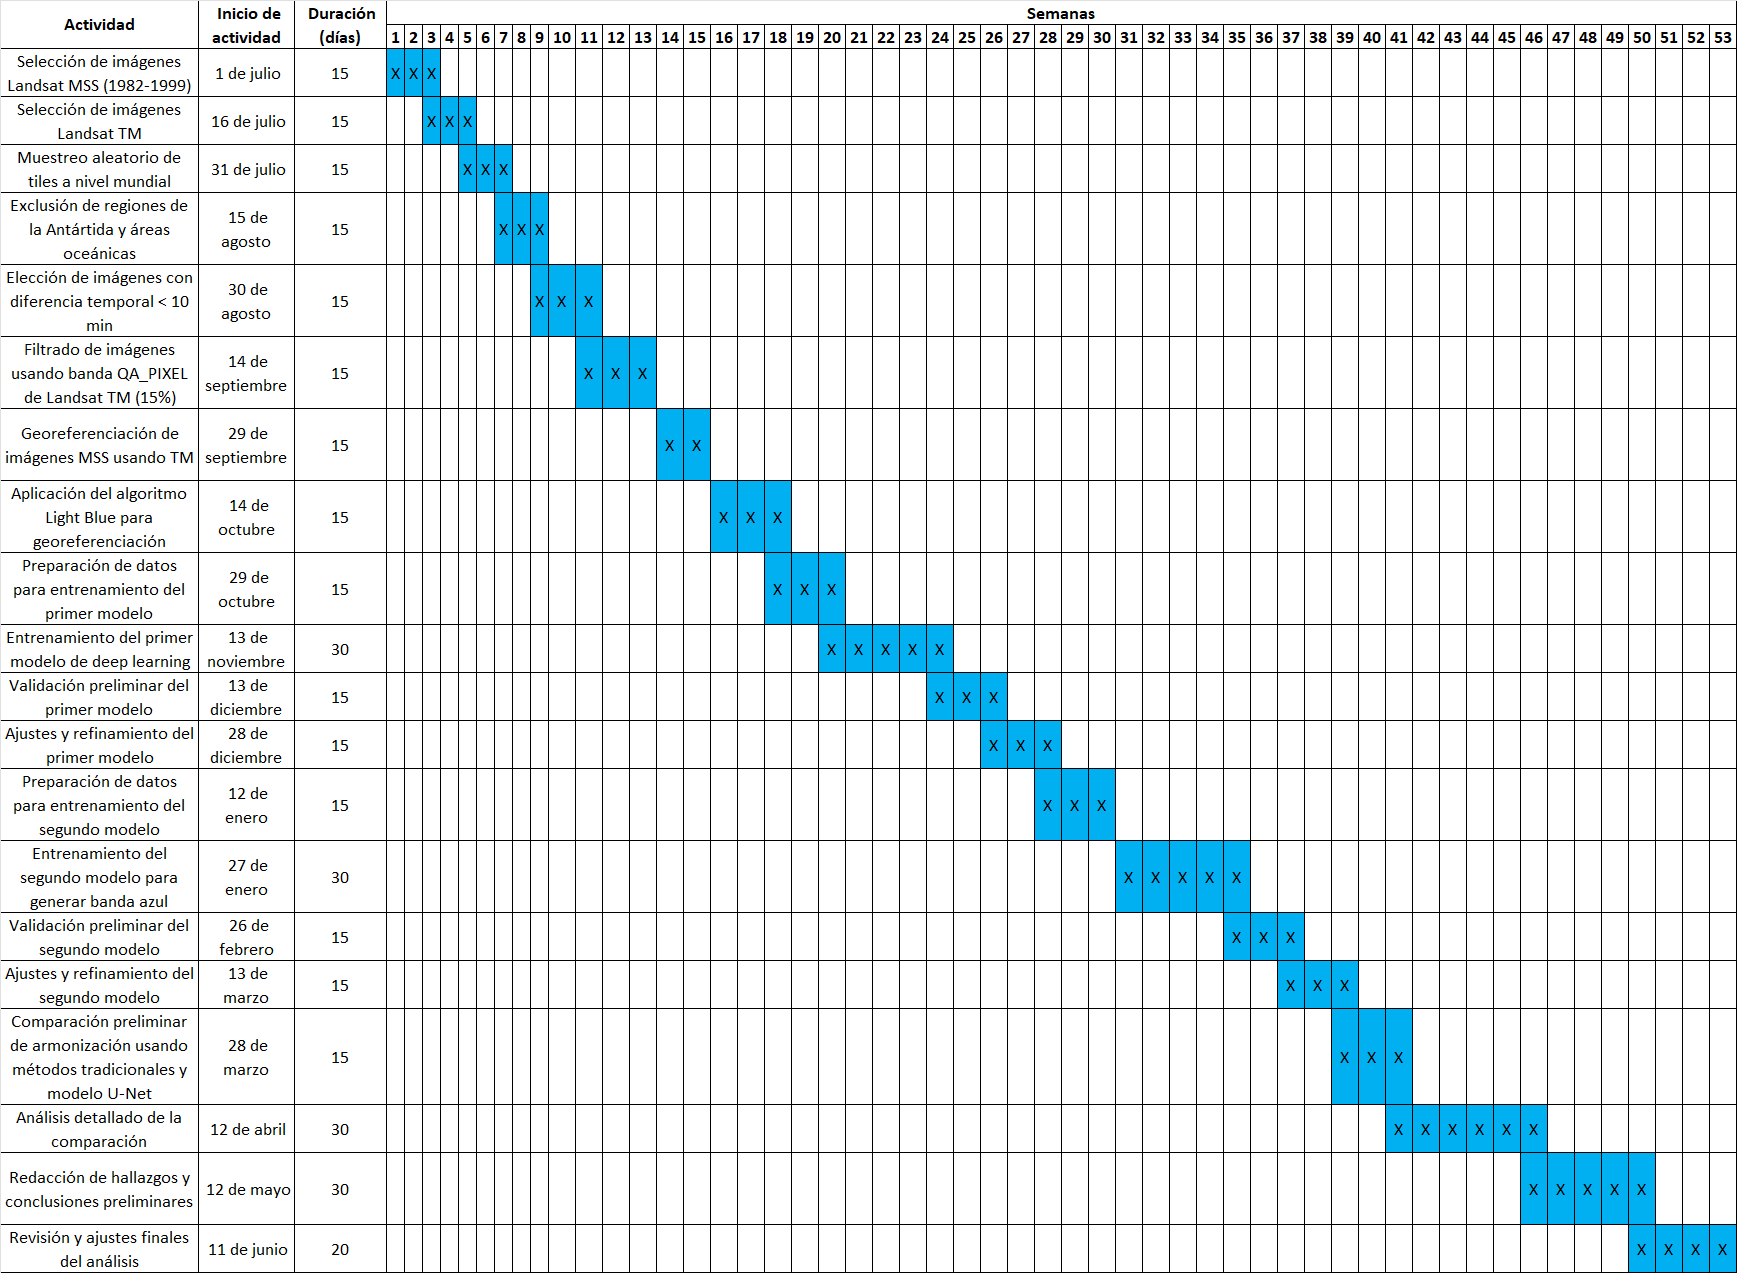 Actividad
Inicio de
actividad
Duración
(días)
Semanas
1 2 3 4 5 6 7 8 9 10 11 12 13 14 15 16 17 18 19 20 21 22 23 24 25 26 27 28 29 30 31 32 33 34 35 36 37 38 39 40 41 42 43 44 45 46 47 48 49 50 51 52 53
Selección de imágenes
Landsat MSS (1982-1999)
1 de julio
15
X X X
Selección de imágenes
Landsat TM
16 de julio
15
X X X
Muestreo aleatorio de
tiles a nivel mundial
31 de julio
15
X X X
Exclusión de regiones de
la Antártida y áreas
oceánicas
15 de
agosto
15
X X X
Elección de imágenes con
diferencia temporal < 10
min
30 de
agosto
15
X X X
Filtrado de imágenes
usando banda QA_PIXEL
de Landsat TM (15%)
14 de
septiembre
15
X X X
Georeferenciación de
imágenes MSS usando TM
29 de
septiembre
15
X X
Aplicación del algoritmo
Light Blue para
georeferenciación
14 de
octubre
15
X X X
Preparación de datos
para entrenamiento del
primer modelo
29 de
octubre
15
X X X
Entrenamiento del primer
modelo de deep learning
13 de
noviembre
30
X X X X X
Validación preliminar del
primer modelo
13 de
diciembre
15
X X X
Ajustes y refinamiento del
primer modelo
28 de
diciembre
15
X X X
Preparación de datos
para entrenamiento del
segundo modelo
12 de
enero
15
X X X
Entrenamiento del
segundo modelo para
generar banda azul
27 de
enero
30
X X X X X
Validación preliminar del
segundo modelo
26 de
febrero
15
X X X
Ajustes y refinamiento del
segundo modelo
13 de
marzo
15
X X X
Comparación preliminar
de armonización usando
métodos tradicionales y
modelo U-Net
28 de
marzo
15
X X X
Análisis detallado de la
comparación
12 de abril
30
X X X X X X
Redacción de hallazgos y
conclusiones preliminares
12 de mayo
30
X X X X X
Revisión y ajustes finales
del análisis
11 de junio
20
X X X X